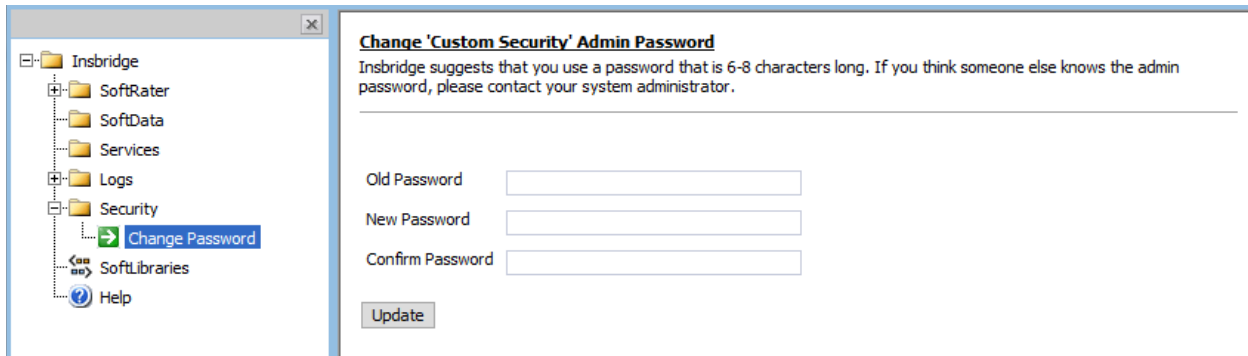 Insbridge
SoftRater
SoftData
Services
Logs
Security
Change Password
SoftLibraries
Help
Change 'Custom Security' Admin Password
Insbridge suggests that you use a password that is 6-8 characters long. If you think someone else knows the admin
password, please contact your system administrator.
Old Password
New Password
Confirm Password
Update